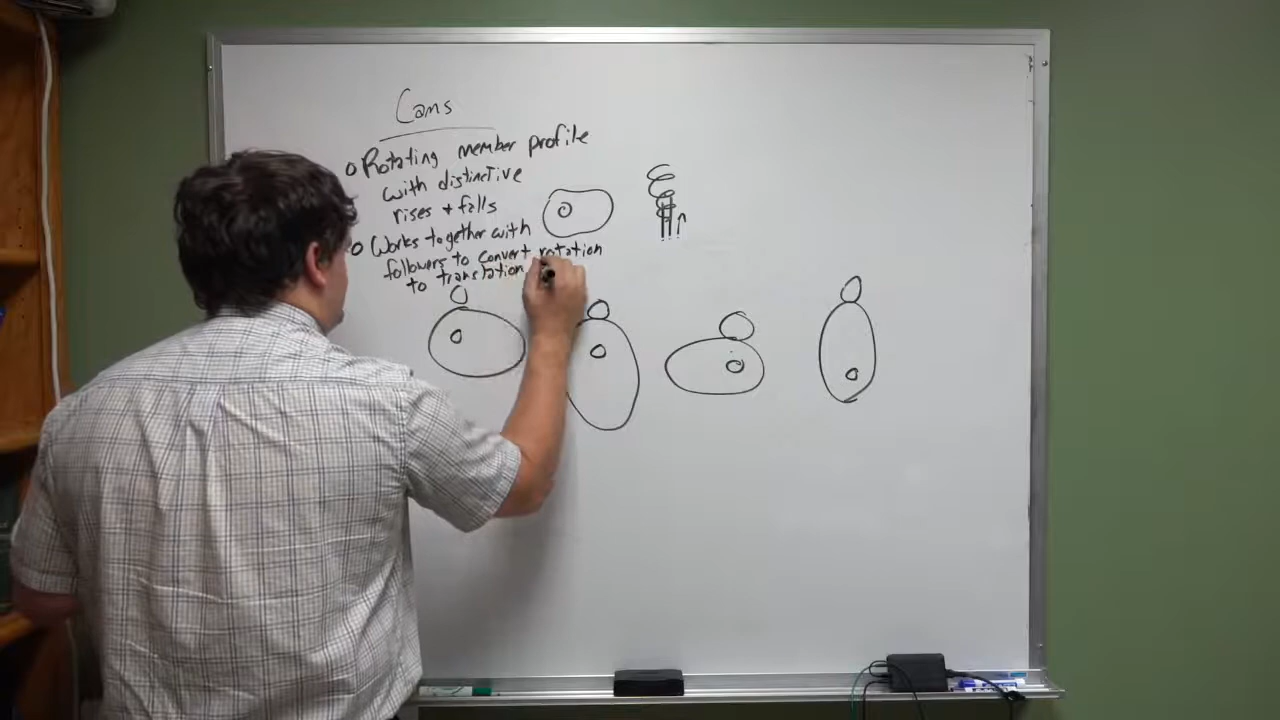 Cams
Rotating member profile
with distinctive
rises + falls
Works together with
followers to convert rotation
to translation